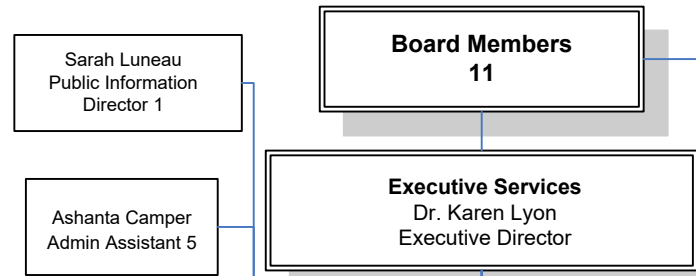 Sarah Luneau
Public Information
Director 1
Board Members
11
Ashanta Camper
Admin Assistant 5
Executive Services
Dr. Karen Lyon
Executive Director